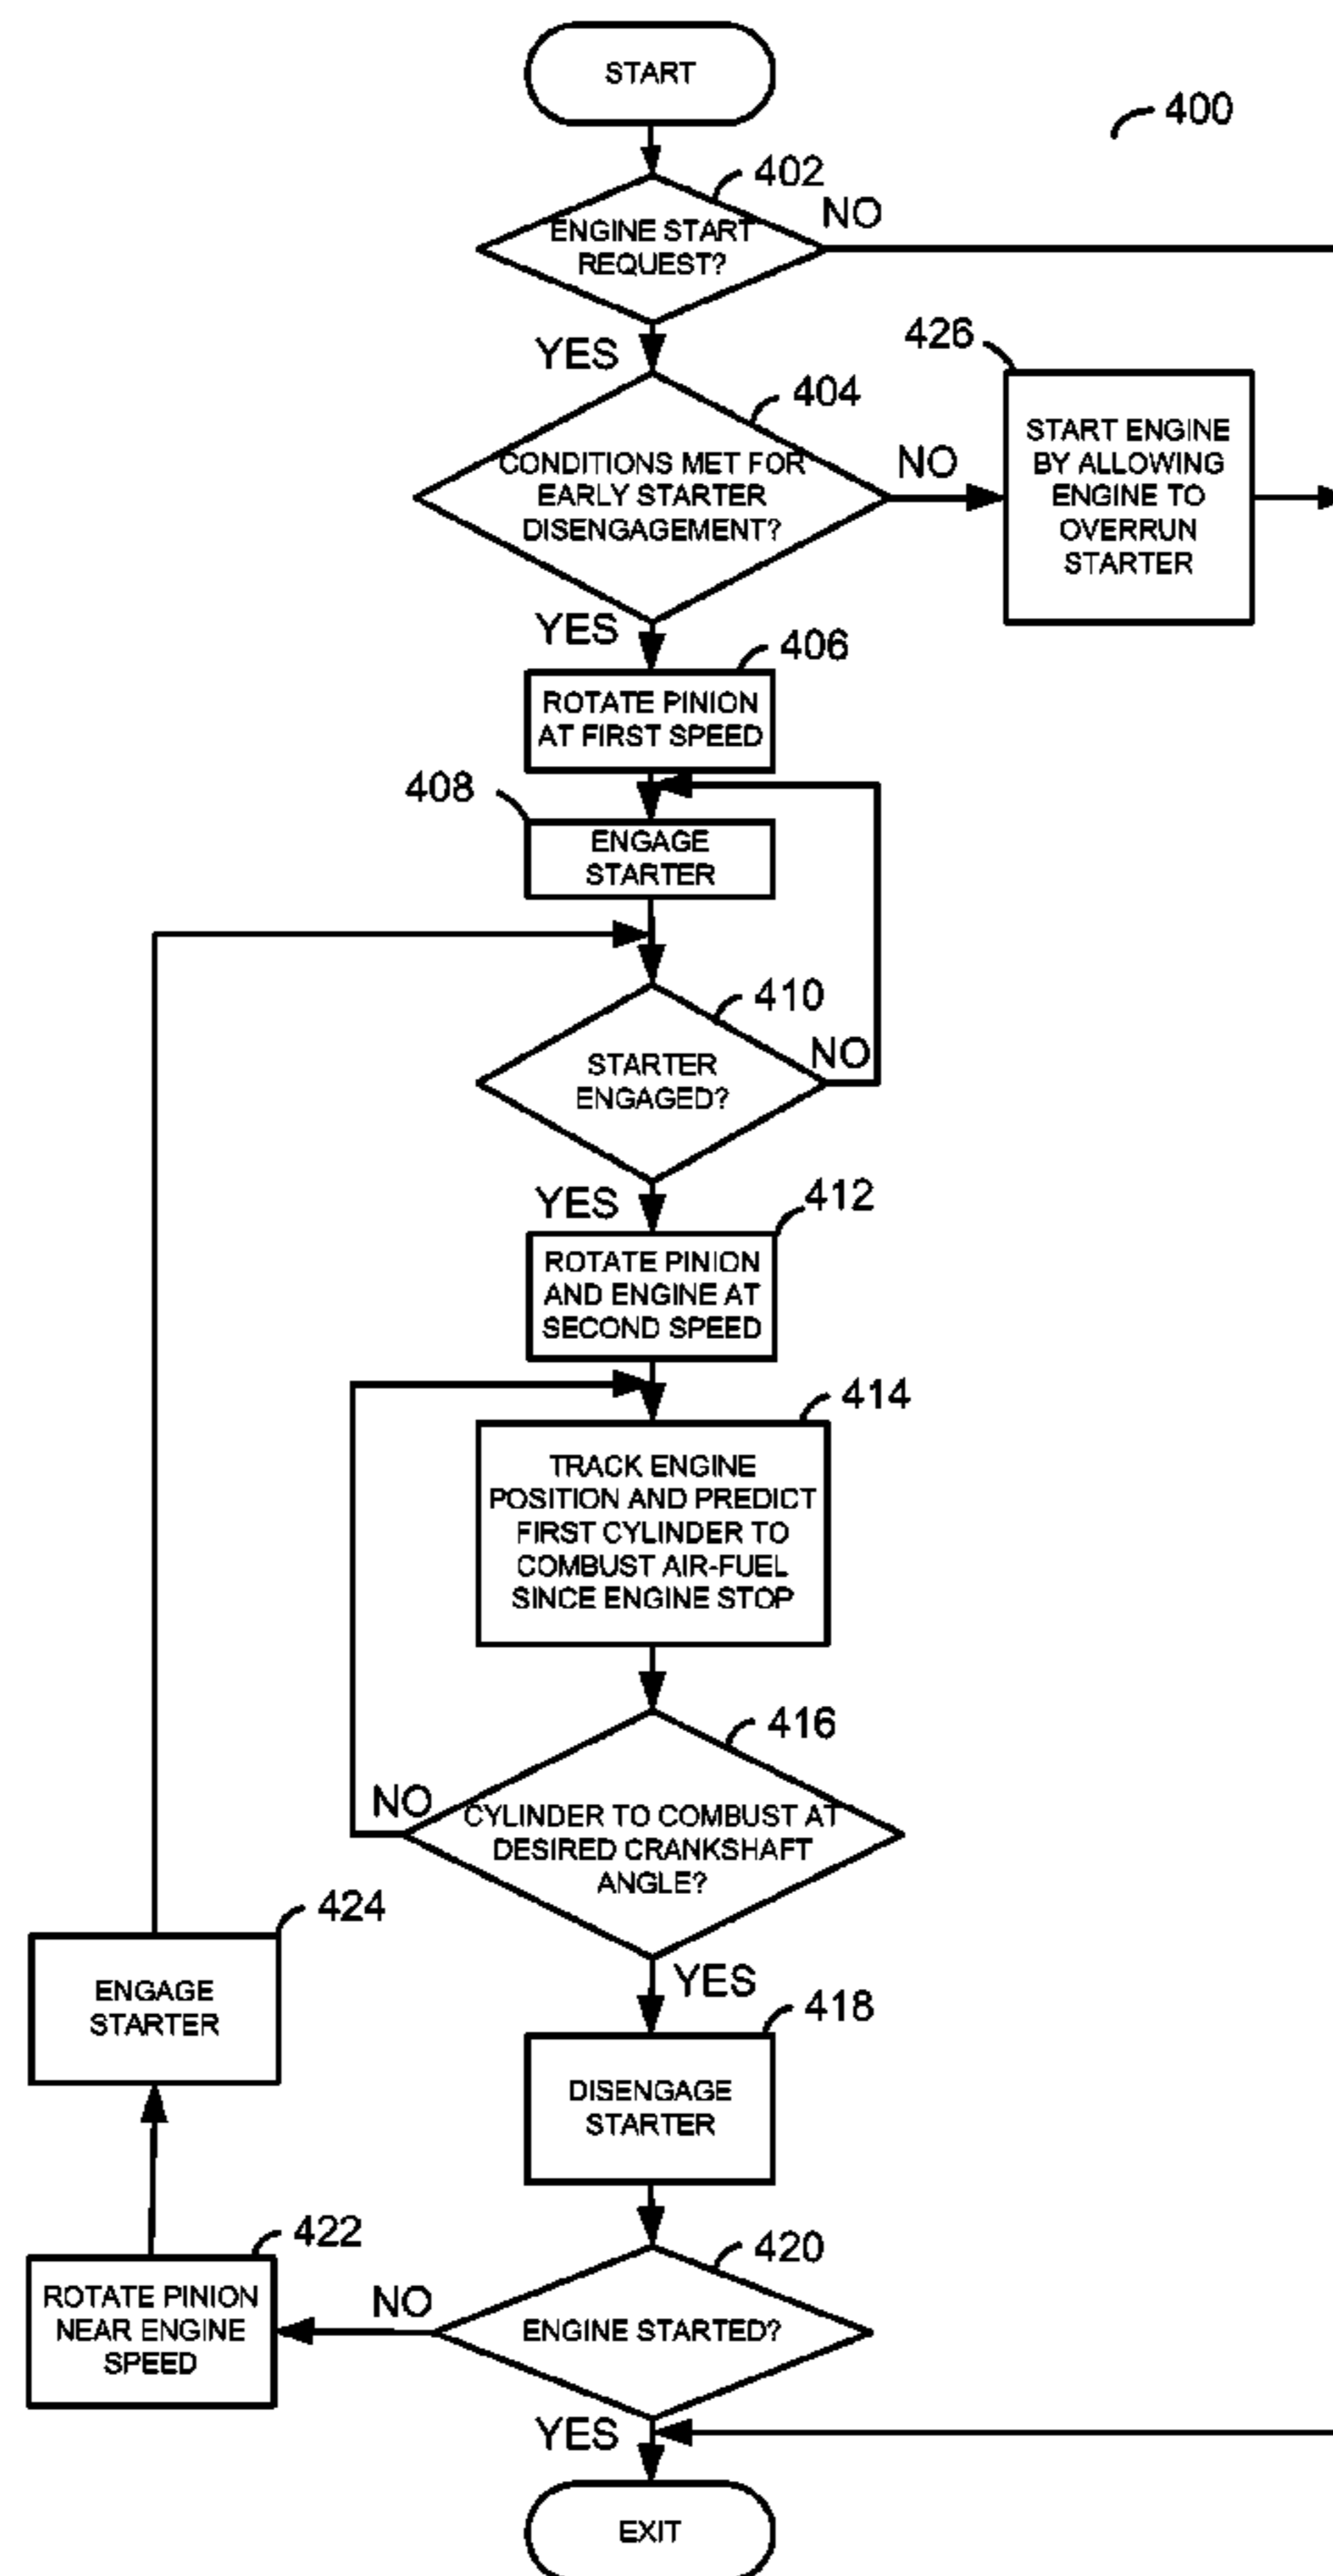 START
400
402
NO
ENGINE START
REQUEST?
YES
426
404
START ENGINE
BY ALLOWING
ENGINE TO
OVERRUN
STARTER
NO
CONDITIONS MET FOR
EARLY STARTER
DISENGAGEMENT?
YES
406
ROTATE PINION
AT FIRST SPEED
408
ENGAGE
STARTER
410
NO
STARTER
ENGAGED?
YES
412
ROTATE PINION
AND ENGINE AT
SECOND SPEED
414
TRACK ENGINE
POSITION AND PREDICT
FIRST CYLINDER TO
COMBUST AIR-FUEL
SINCE ENGINE STOP
416
NO
CYLINDER TO COMBUST AT
DESIRED CRANKSHAFT
ANGLE?
424
ENGAGE
STARTER
YES
418
DISENGAGE
STARTER
422
420
ROTATE PINION
NEAR ENGINE
SPEED
NO
ENGINE STARTED?
YES
EXIT